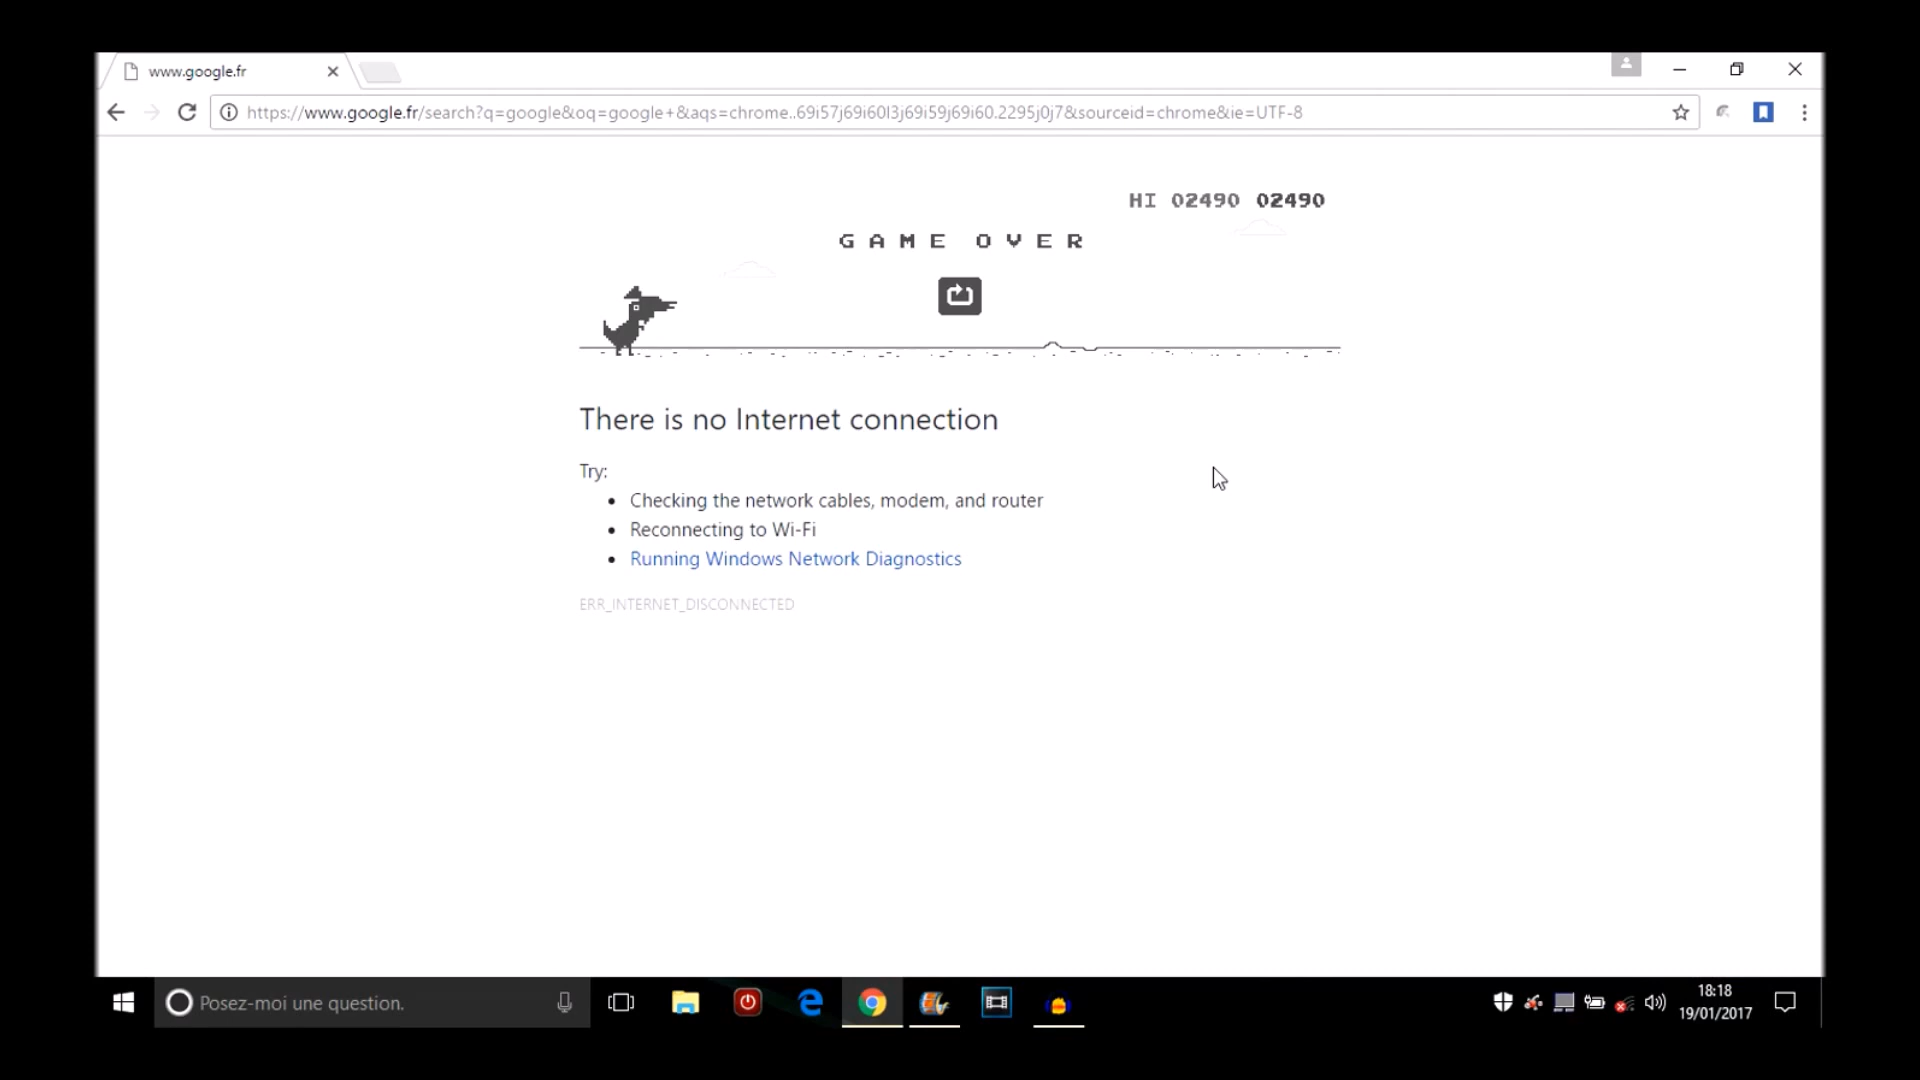 www.google.fr
https://www.google.fr/search?q=google&oq=google+&aqs=chrome..69i57j69i60l3j69i59j69i60.2295j0j7&sourceid=chrome&ie=UTF-8
HI 02490 02490
GAME OVER
There is no Internet connection
Try:
Checking the network cables, modem, and router
Reconnecting to Wi-Fi
Running Windows Network Diagnostics
ERR_INTERNET_DISCONNECTED
Posez-moi une question.
18:18
19/01/2017